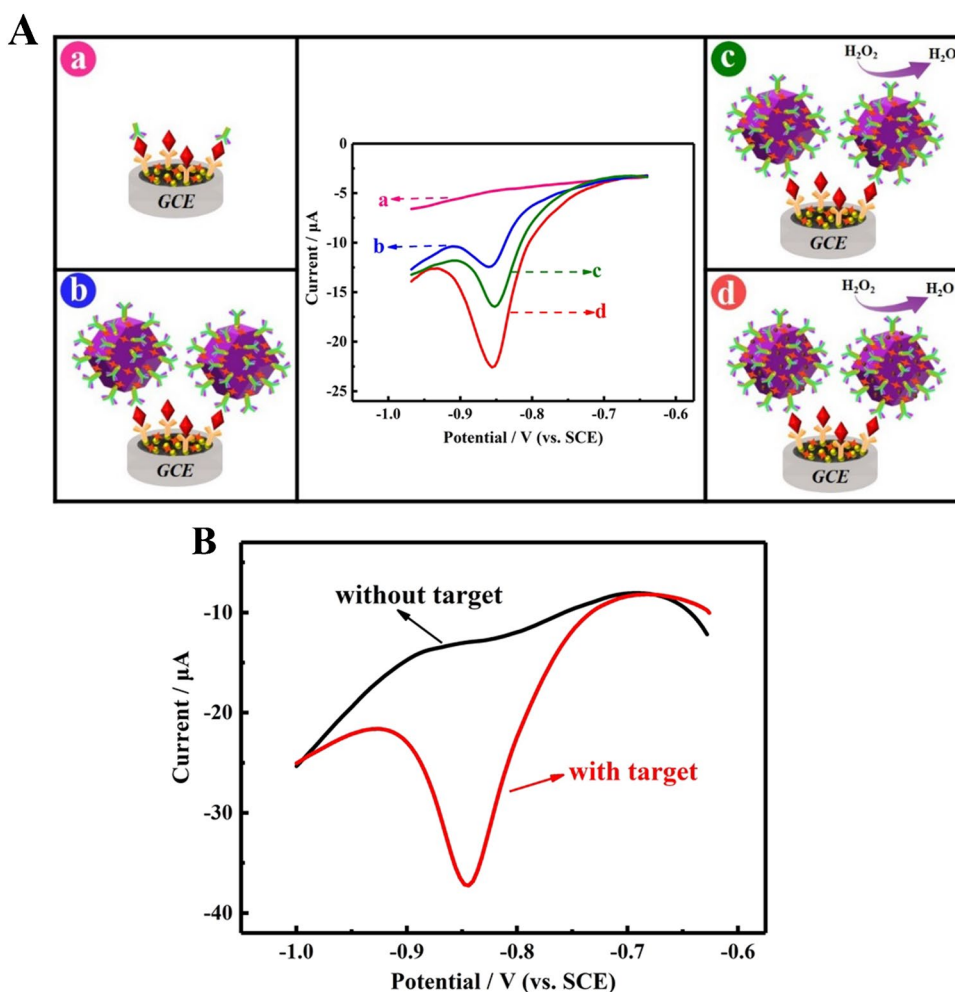 A
a
GCE
b
GCE
0
-5
-10
-15
-20
-25
Current / µA
a
b
c
d
-1.0 -0.9 -0.8 -0.7 -0.6
Potential / V (vs. SCE)
c
H₂O₂ H₂O
GCE
d
H₂O₂ H₂O
GCE
B
-10
-20
-30
-40
Current / µA
without target
with target
-1.0 -0.9 -0.8 -0.7 -0.6
Potential / V (vs. SCE)